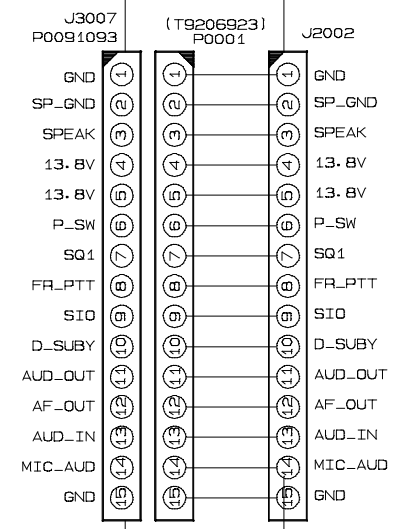 J3007
P0091093
(T9206923)
P0001
J2002
GND 1 1 1 GND
SP_GND 2 2 2 SP_GND
SPEAK 3 3 3 SPEAK
13.8V 4 4 4 13.8V
13.8V 5 5 5 13.8V
P_SW 6 6 6 P_SW
SQ1 7 7 7 SQ1
FR_PTT 8 8 8 FR_PTT
SIO 9 9 9 SIO
D_SUBY 10 10 10 D_SUBY
AUD_OUT 11 11 11 AUD_OUT
AF_OUT 12 12 12 AF_OUT
AUD_IN 13 13 13 AUD_IN
MIC_AUD 14 14 14 MIC_AUD
GND 15 15 15 GND